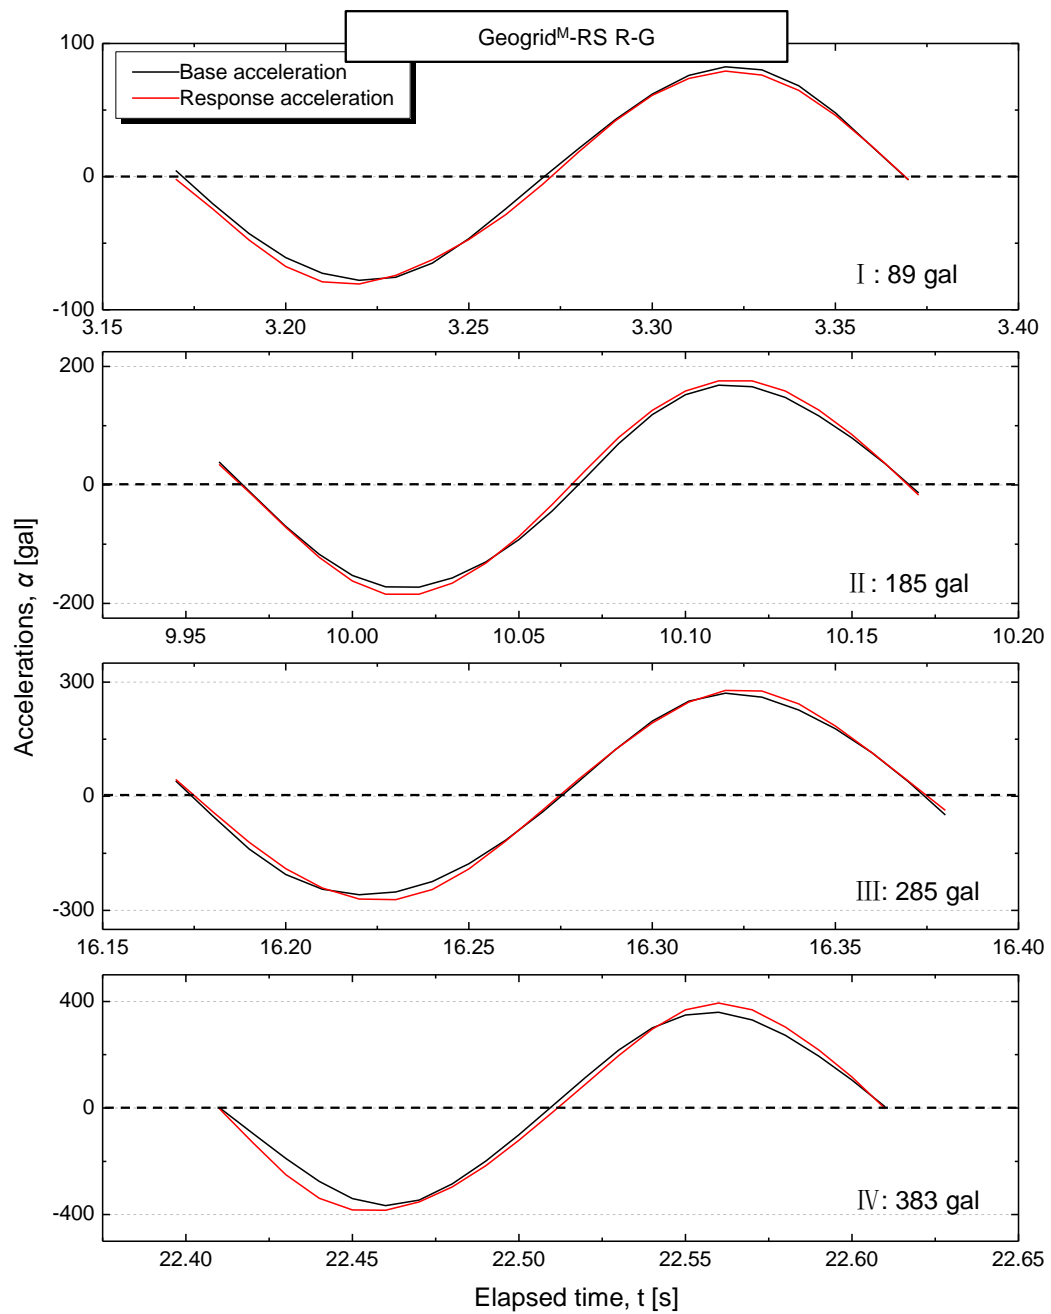 Geogridᴹ-RS R-G
Base acceleration
Response acceleration
100
0
-100
Ⅰ : 89 gal
3.15 3.20 3.25 3.30 3.35 3.40
200
0
-200
Ⅱ : 185 gal
9.95 10.00 10.05 10.10 10.15 10.20
300
0
-300
Ⅲ: 285 gal
16.15 16.20 16.25 16.30 16.35 16.40
400
0
-400
Ⅳ: 383 gal
22.40 22.45 22.50 22.55 22.60 22.65
Accelerations, α [gal]
Elapsed time, t [s]